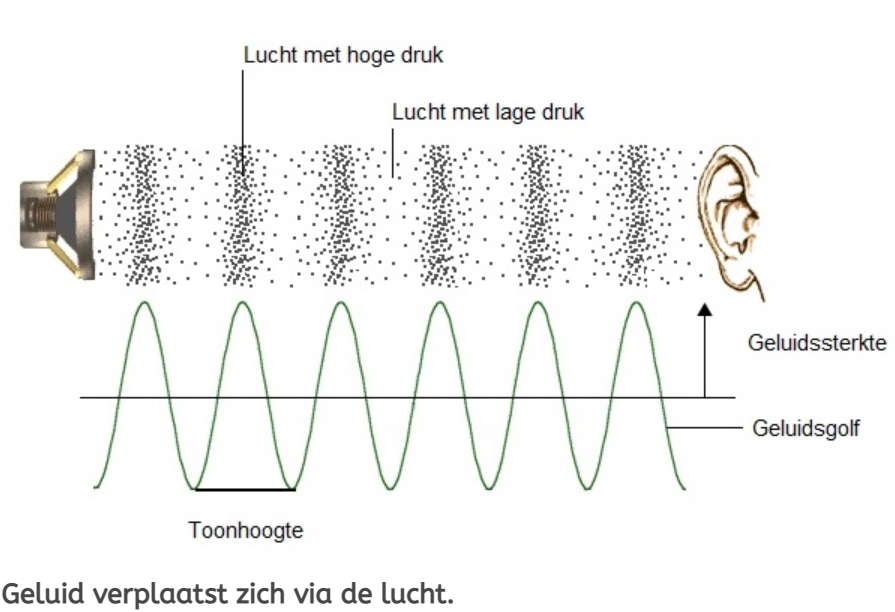 Lucht met hoge druk
Lucht met lage druk
Geluidssterkte
Geluidsgolf
Toonhoogte
Geluid verplaatst zich via de lucht.